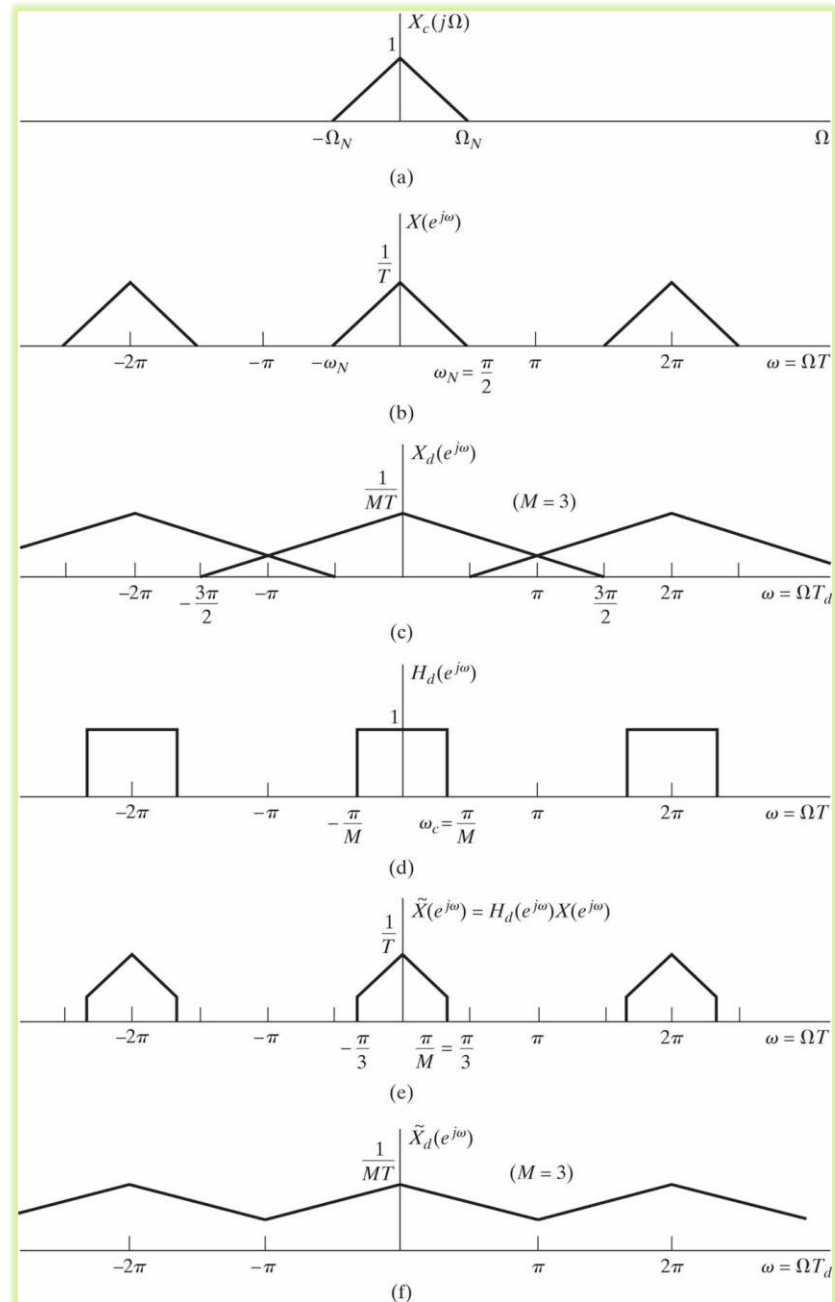 X_c(jΩ)
1
−Ω_N Ω_N Ω
(a)
X(e^{jω})
1/T
−2π −π −ω_N ω_N = π/2 π 2π ω = ΩT
(b)
X_d(e^{jω})
1/MT (M = 3)
−2π −3π/2 −π π 3π/2 2π ω = ΩT_d
(c)
H_d(e^{jω})
1
−2π −π −π/M ω_c = π/M π 2π ω = ΩT
(d)
X̃(e^{jω}) = H_d(e^{jω})X(e^{jω})
1/T
−2π −π −π/3 π/M = π/3 π 2π ω = ΩT
(e)
X̃_d(e^{jω})
1/MT (M = 3)
−2π −π π 2π ω = ΩT_d
(f)